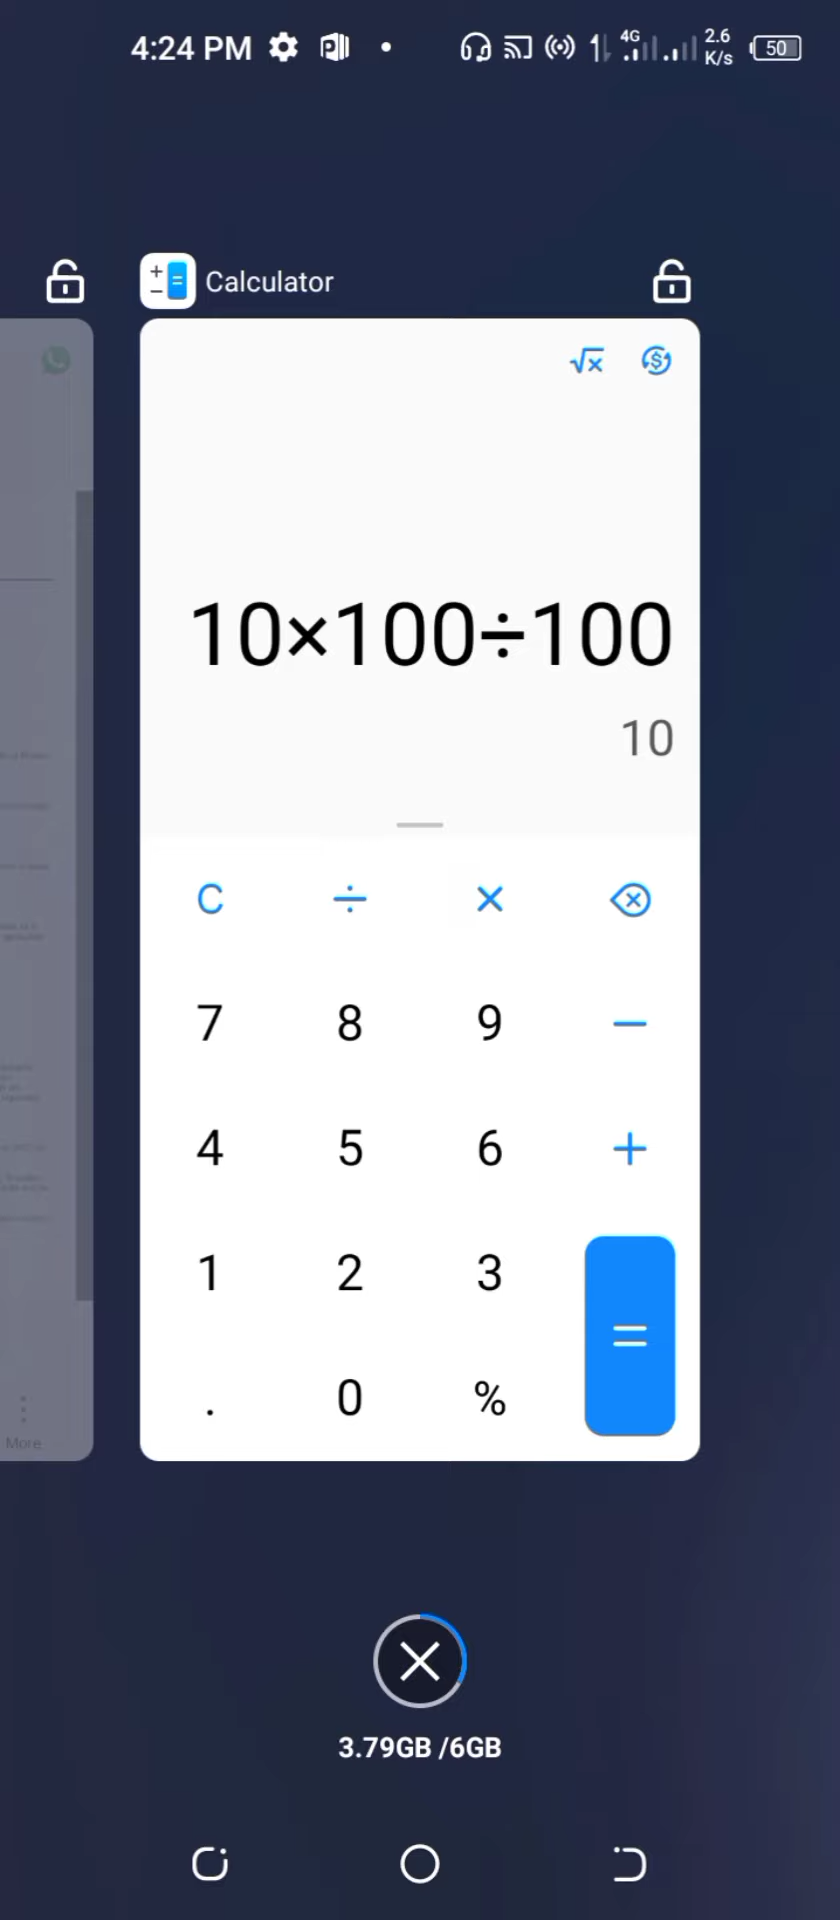 4:24 PM
4G
2.6
K/s
50
Calculator
√x
10×100÷100
10
C ÷ ×
7 8 9 −
4 5 6 +
1 2 3
. 0 % =
More
3.79GB /6GB